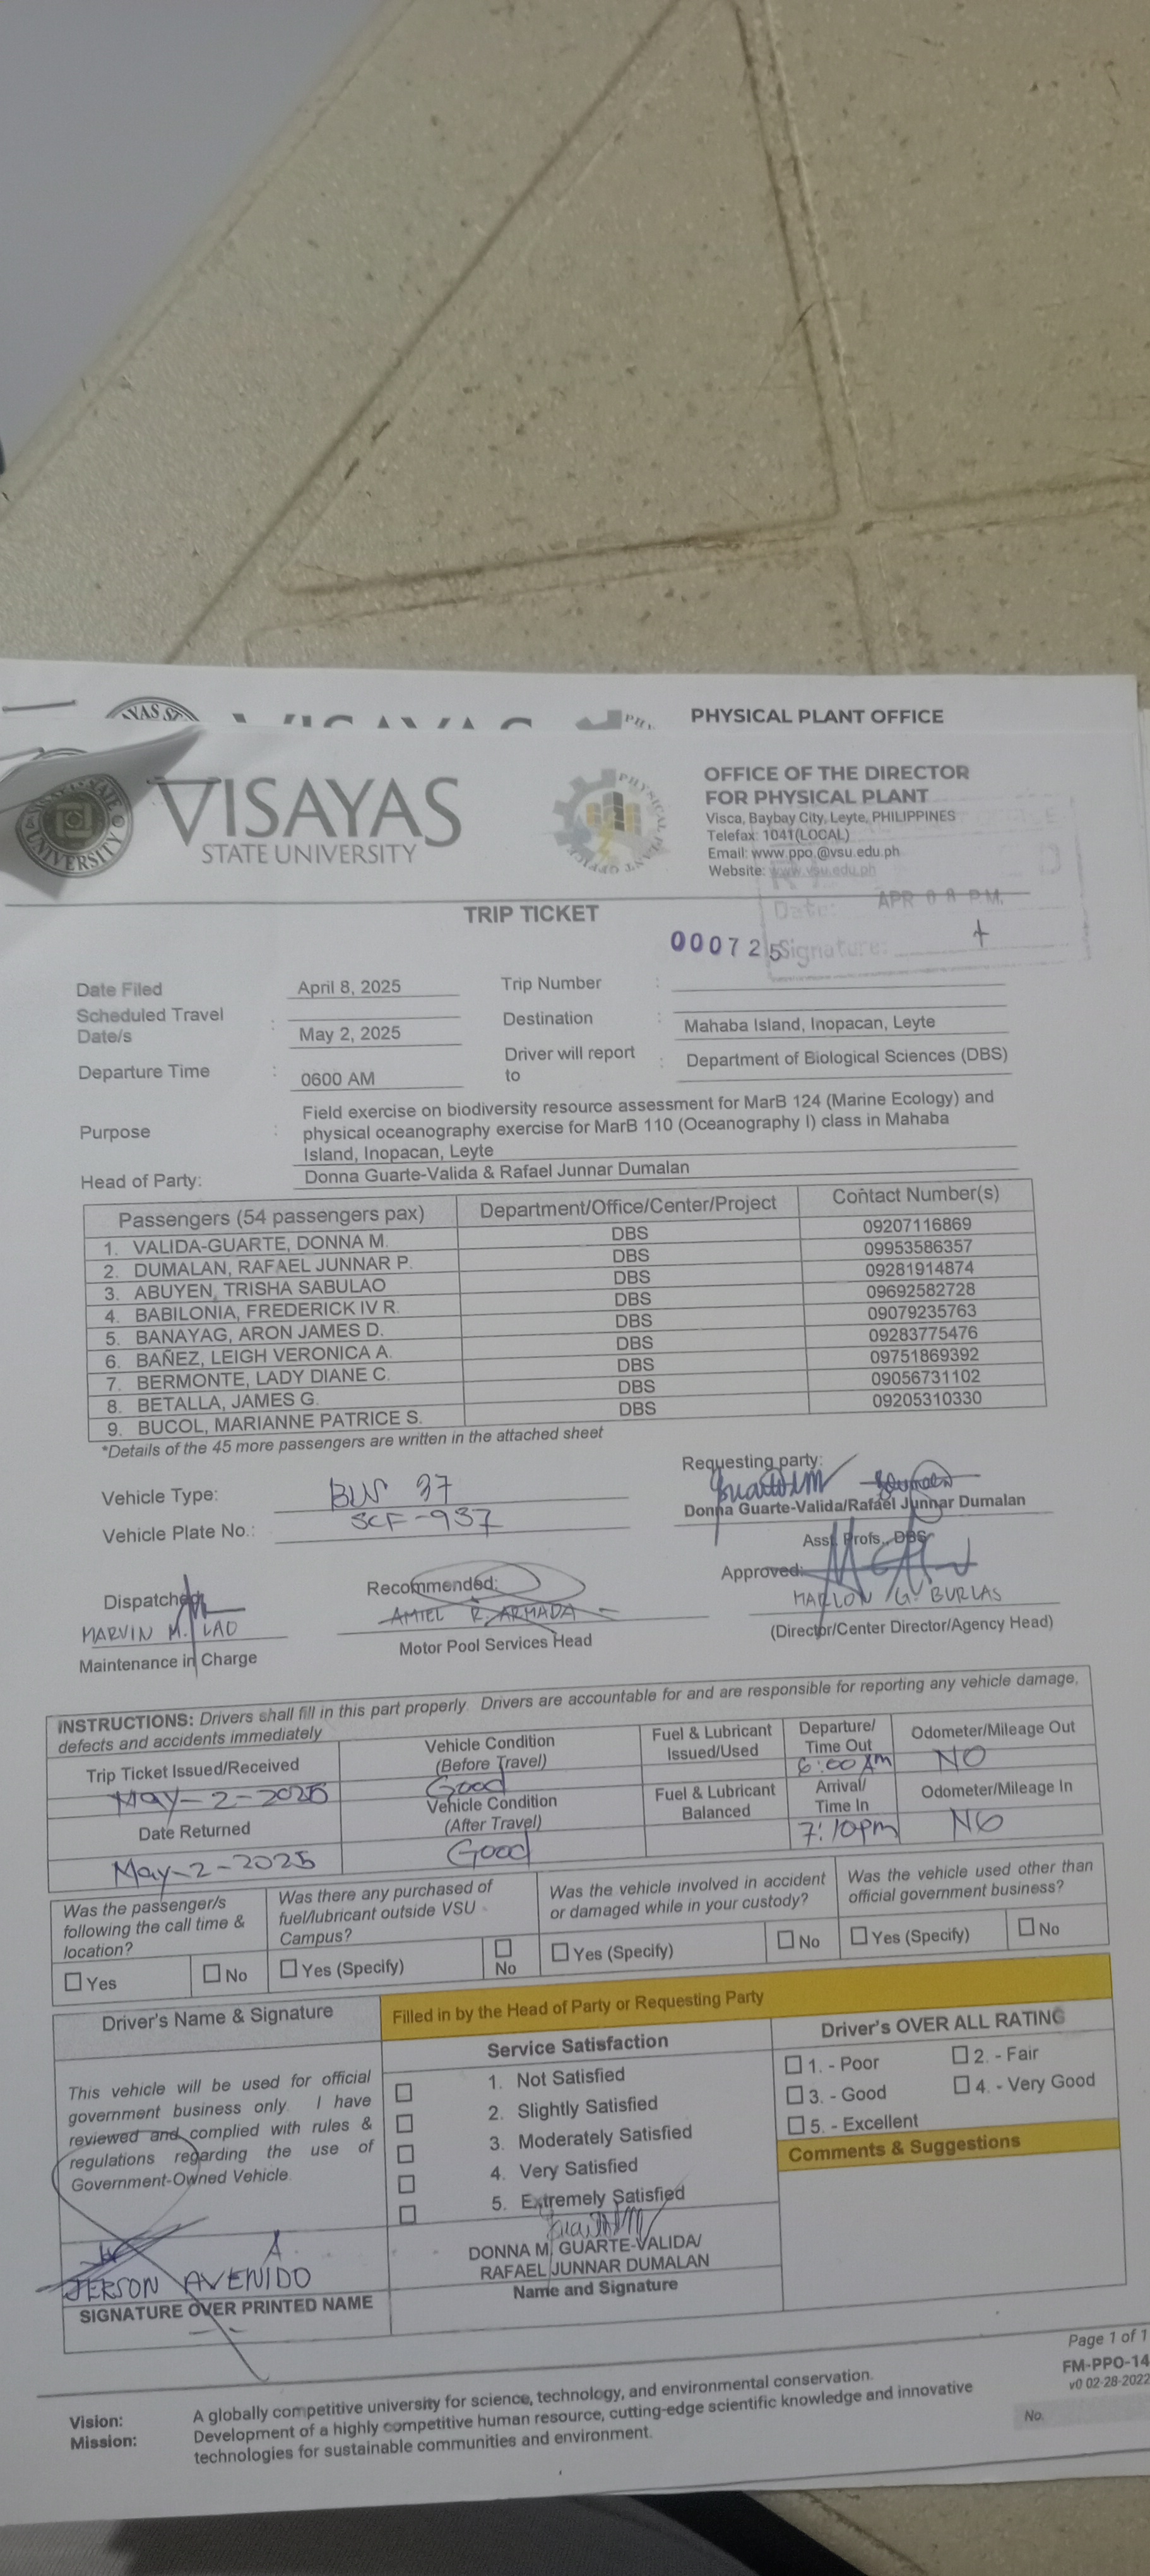 PHYSICAL PLANT OFFICE
VISAYAS
STATE UNIVERSITY
OFFICE OF THE DIRECTOR
FOR PHYSICAL PLANT
Visca, Baybay City, Leyte, PHILIPPINES
Telefax: 1041(LOCAL)
Email: www.ppo.@vsu.edu.ph
Website: www.vsu.edu.ph
Date: APR 08 P.M.
TRIP TICKET
000725
Signature:
Date Filed April 8, 2025 Trip Number :
Scheduled Travel Date/s : May 2, 2025 Destination : Mahaba Island, Inopacan, Leyte
Departure Time : 0600 AM Driver will report to : Department of Biological Sciences (DBS)
Purpose : Field exercise on biodiversity resource assessment for MarB 124 (Marine Ecology) and
physical oceanography exercise for MarB 110 (Oceanography I) class in Mahaba
Island, Inopacan, Leyte
Head of Party: Donna Guarte-Valida & Rafael Junnar Dumalan
Passengers (54 passengers pax) Department/Office/Center/Project Contact Number(s)
1. VALIDA-GUARTE, DONNA M. DBS 09207116869
2. DUMALAN, RAFAEL JUNNAR P. DBS 09953586357
3. ABUYEN, TRISHA SABULAO DBS 09281914874
4. BABILONIA, FREDERICK IV R. DBS 09692582728
5. BANAYAG, ARON JAMES D. DBS 09079235763
6. BAÑEZ, LEIGH VERONICA A. DBS 09283775476
7. BERMONTE, LADY DIANE C. DBS 09751869392
8. BETALLA, JAMES G. DBS 09056731102
9. BUCOL, MARIANNE PATRICE S. DBS 09205310330
*Details of the 45 more passengers are written in the attached sheet
Vehicle Type: BUS 37
Vehicle Plate No.: SCF-937
Requesting party:
Donna Guarte-Valida/Rafael Junnar Dumalan
Asst. Profs., DBS
Dispatched:
MARVIN M. LAO
Maintenance in Charge
Recommended:
AMIEL R. ARMADA
Motor Pool Services Head
Approved:
MARLON G. BURLAS
(Director/Center Director/Agency Head)
INSTRUCTIONS: Drivers shall fill in this part properly. Drivers are accountable for and are responsible for reporting any vehicle damage,
defects and accidents immediately
Trip Ticket Issued/Received Vehicle Condition (Before Travel) Fuel & Lubricant Issued/Used Departure/ Time Out Odometer/Mileage Out
May-2-2025 Good 6:00 AM NO
Date Returned Vehicle Condition (After Travel) Fuel & Lubricant Balanced Arrival/ Time In Odometer/Mileage In
May-2-2025 Good 7:10pm NO
Was the passenger/s following the call time & location?
Yes No
Was there any purchased of fuel/lubricant outside VSU Campus?
Yes (Specify) No
Was the vehicle involved in accident or damaged while in your custody?
Yes (Specify) No
Was the vehicle used other than official government business?
Yes (Specify) No
Driver's Name & Signature
This vehicle will be used for official
government business only. I have
reviewed and complied with rules &
regulations regarding the use of
Government-Owned Vehicle.
JERSON A. AVENIDO
SIGNATURE OVER PRINTED NAME
Filled in by the Head of Party or Requesting Party
Service Satisfaction
1. Not Satisfied
2. Slightly Satisfied
3. Moderately Satisfied
4. Very Satisfied
5. Extremely Satisfied
DONNA M. GUARTE-VALIDA/
RAFAEL JUNNAR DUMALAN
Name and Signature
Driver's OVER ALL RATING
1. - Poor 2. - Fair
3. - Good 4. - Very Good
5. - Excellent
Comments & Suggestions
Page 1 of 1
FM-PPO-14
v0 02-28-2022
No.
Vision: A globally competitive university for science, technology, and environmental conservation.
Mission: Development of a highly competitive human resource, cutting-edge scientific knowledge and innovative
technologies for sustainable communities and environment.